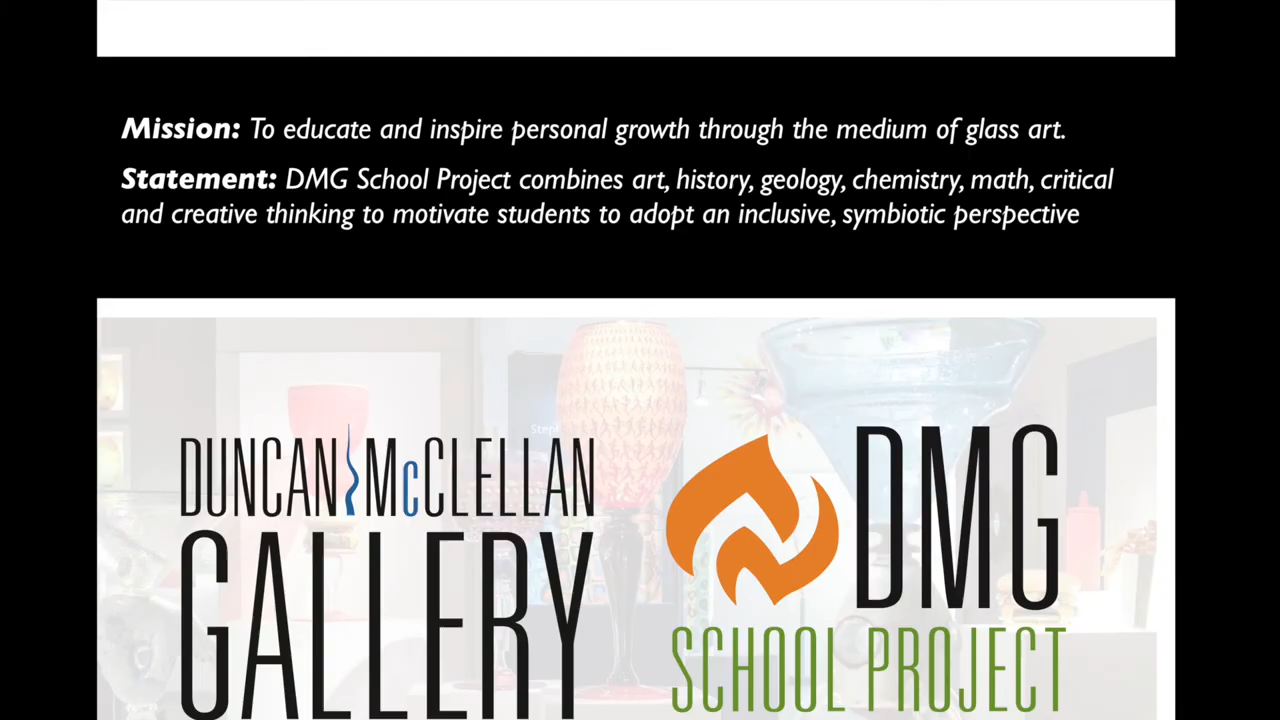 Mission: To educate and inspire personal growth through the medium of glass art.
Statement: DMG School Project combines art, history, geology, chemistry, math, critical
and creative thinking to motivate students to adopt an inclusive, symbiotic perspective
DUNCAN McCLELLAN
GALLERY
DMG
SCHOOL PROJECT